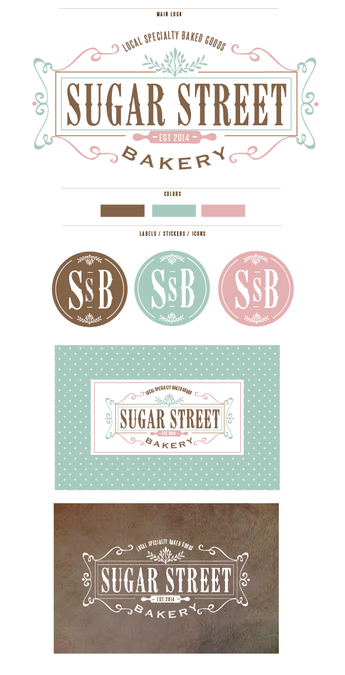 MAIN LOGO
LOCAL SPECIALTY BAKED GOODS
SUGAR STREET
EST 2014
BAKERY
COLORS
LABELS / STICKERS / ICONS
SSB SSB SSB
LOCAL SPECIALTY BAKED GOODS
SUGAR STREET
EST 2014
BAKERY
LOCAL SPECIALTY BAKED GOODS
SUGAR STREET
EST 2014
BAKERY